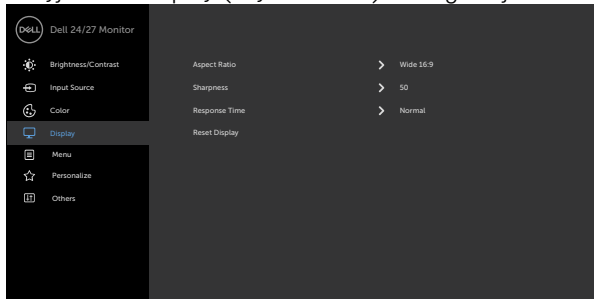 DELL
Dell 24/27 Monitor
Brightness/Contrast
Input Source
Color
Display
Menu
Personalize
Others
Aspect Ratio
Wide 16:9
Sharpness
50
Response Time
Normal
Reset Display